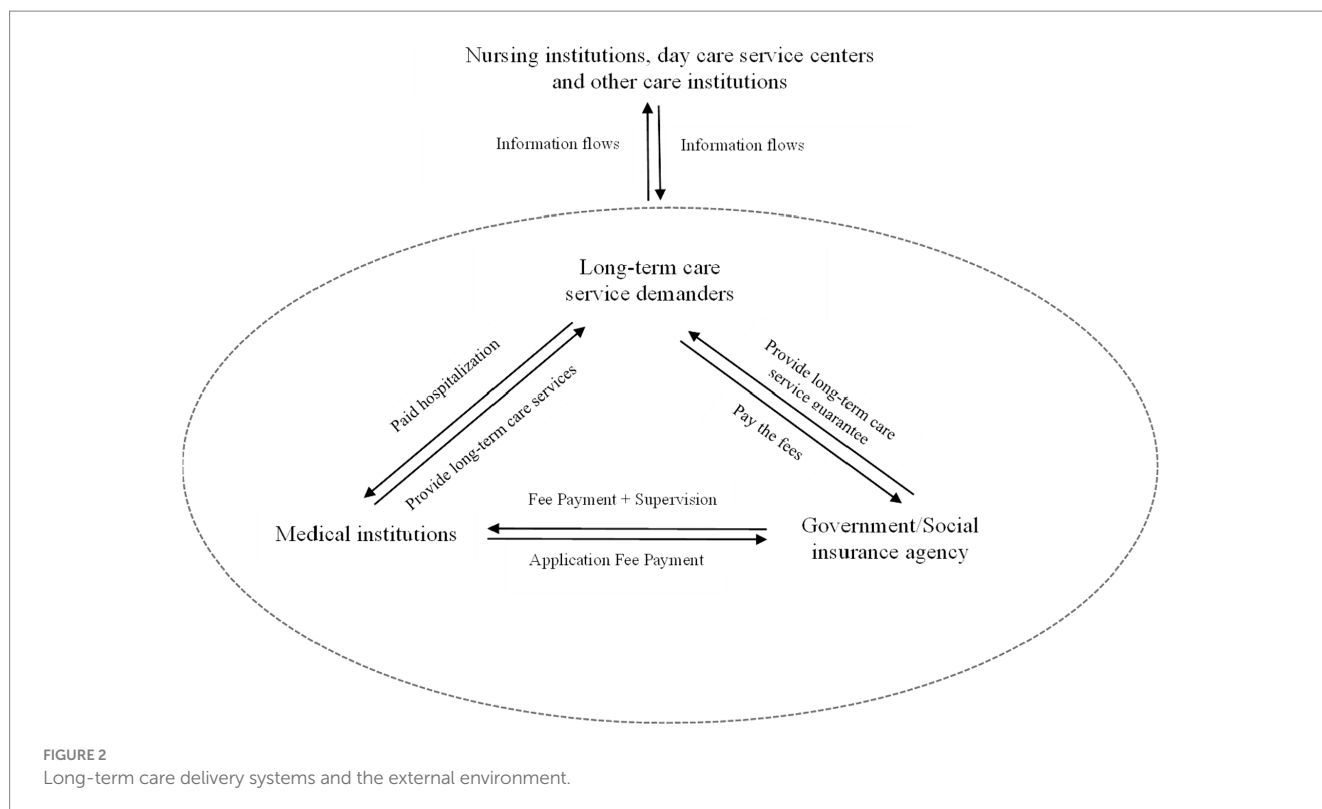 Nursing institutions, day care service centers
and other care institutions
Information flows
Information flows
Long-term care
service demanders
Paid hospitalization
Provide long-term care services
Provide long-term care
service guarantee
Pay the fees
Fee Payment + Supervision
Medical institutions
Government/Social
insurance agency
Application Fee Payment
FIGURE 2
Long-term care delivery systems and the external environment.